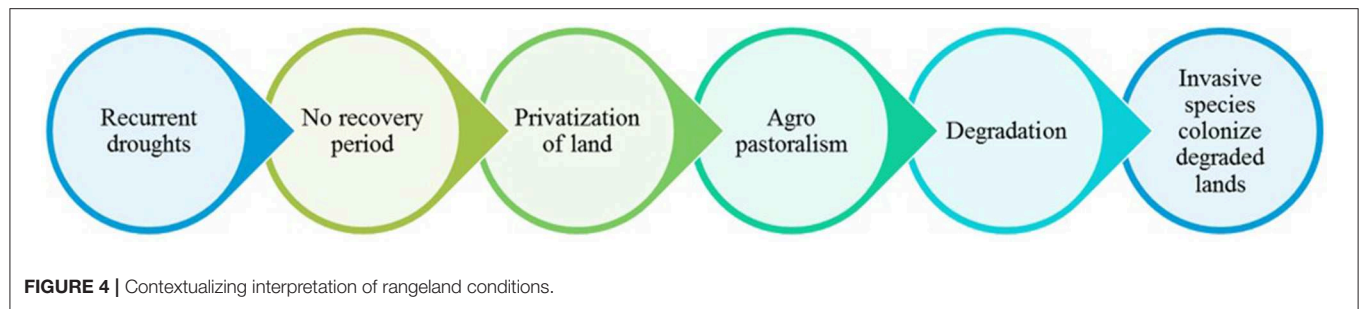 Recurrent
droughts
No recovery
period
Privatization
of land
Agro
pastoralism
Degradation
Invasive
species
colonize
degraded
lands
FIGURE 4 | Contextualizing interpretation of rangeland conditions.